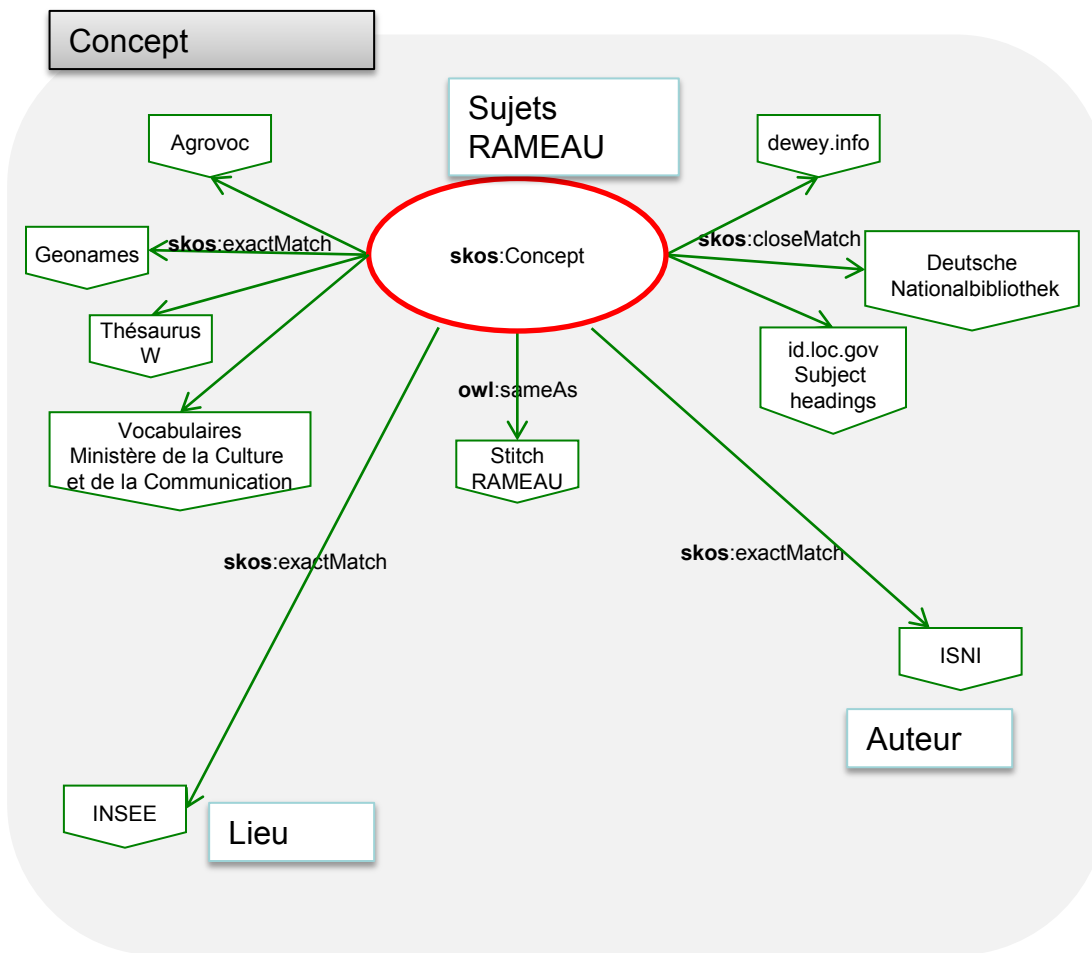 Concept
Sujets
RAMEAU
Agrovoc
dewey.info
Geonames
skos:exactMatch
skos:Concept
skos:closeMatch
Deutsche
Nationalbibliothek
Thésaurus
W
id.loc.gov
Subject
headings
owl:sameAs
Vocabulaires
Ministère de la Culture
et de la Communication
Stitch
RAMEAU
skos:exactMatch
skos:exactMatch
ISNI
Auteur
INSEE
Lieu